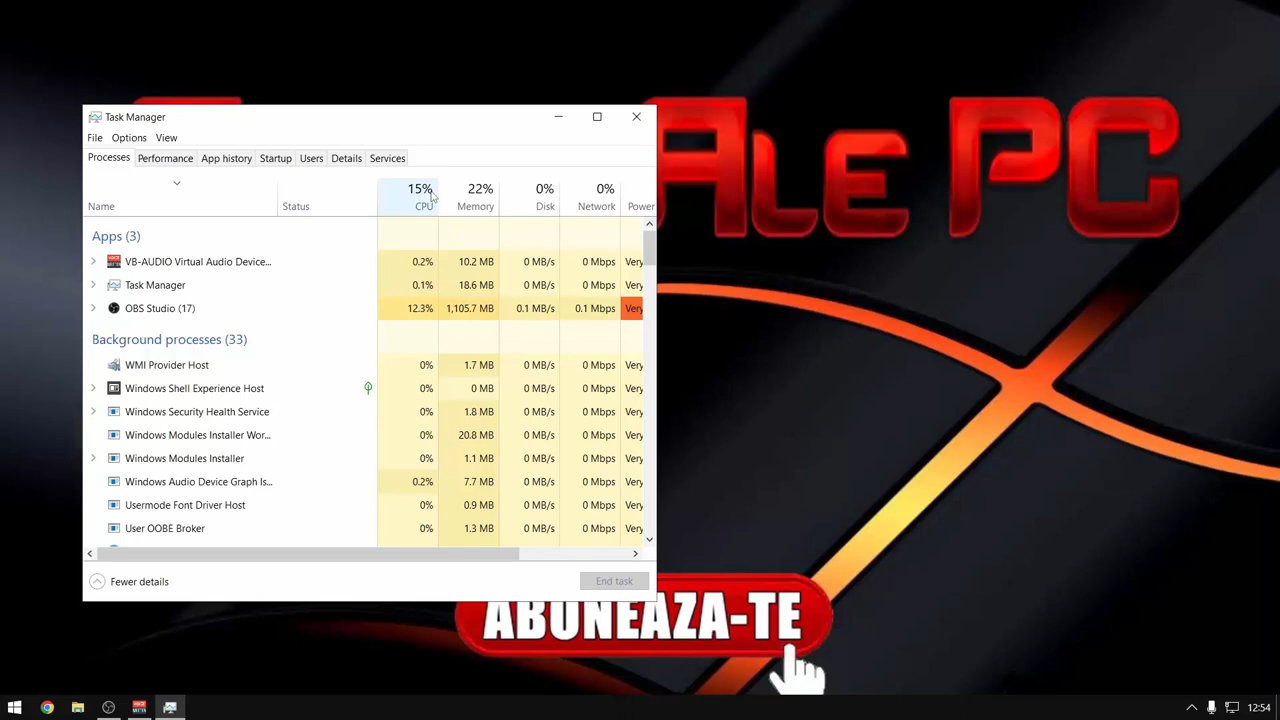 ALE PC
Task Manager
File Options View
Processes Performance App history Startup Users Details Services
15% 22% 0% 0%
Name Status CPU Memory Disk Network Power
Apps (3)
VB-AUDIO Virtual Audio Device... 0.2% 10.2 MB 0 MB/s 0 Mbps Very
Task Manager 0.1% 18.6 MB 0 MB/s 0 Mbps Very
OBS Studio (17) 12.3% 1,105.7 MB 0.1 MB/s 0.1 Mbps Very
Background processes (33)
WMI Provider Host 0% 1.7 MB 0 MB/s 0 Mbps Very
Windows Shell Experience Host 0% 0 MB 0 MB/s 0 Mbps Very
Windows Security Health Service 0% 1.8 MB 0 MB/s 0 Mbps Very
Windows Modules Installer Wor... 0% 20.8 MB 0 MB/s 0 Mbps Very
Windows Modules Installer 0% 1.1 MB 0 MB/s 0 Mbps Very
Windows Audio Device Graph Is... 0.2% 7.7 MB 0 MB/s 0 Mbps Very
Usermode Font Driver Host 0% 0.9 MB 0 MB/s 0 Mbps Very
User OOBE Broker 0% 1.3 MB 0 MB/s 0 Mbps Very
Fewer details End task
ABONEAZA-TE
12:54